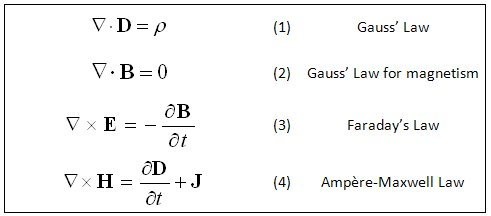 ∇ · D = ρ (1) Gauss’ Law
∇ · B = 0 (2) Gauss’ Law for magnetism
∇ × E = − ∂B/∂t (3) Faraday’s Law
∇ × H = ∂D/∂t + J (4) Ampère-Maxwell Law